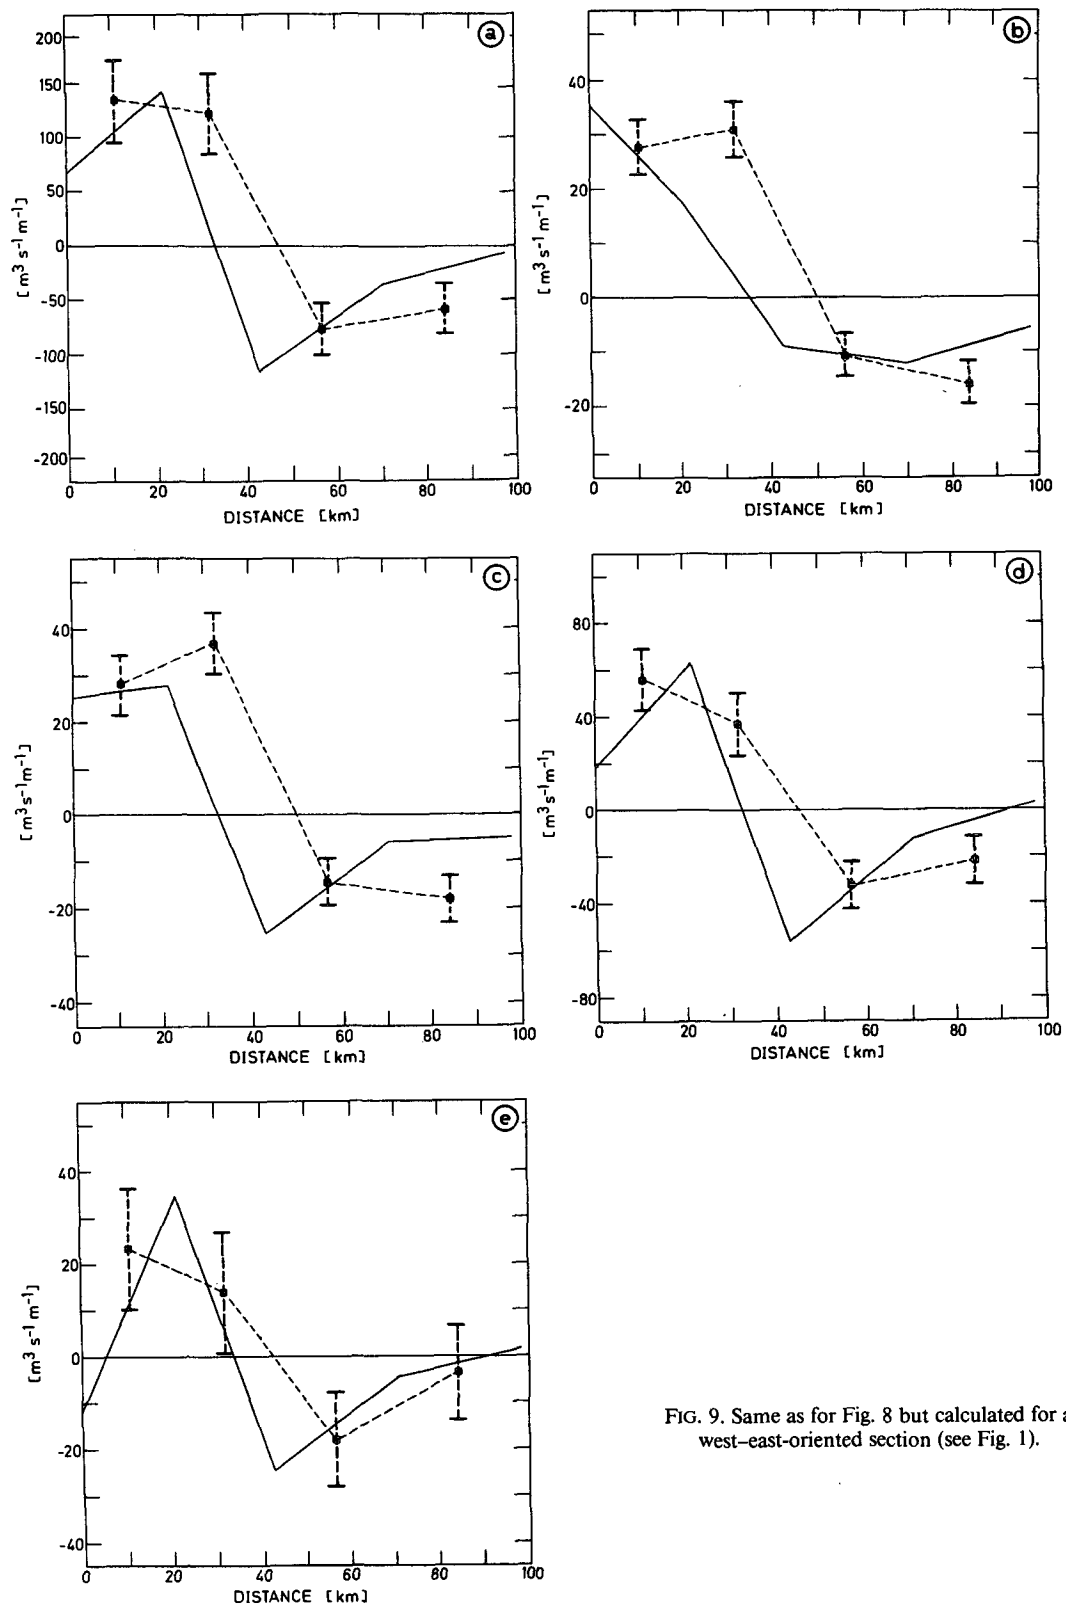 a
200
150
100
50
0
-50
-100
-150
-200
[m³ s⁻¹ m⁻¹]
0 20 40 60 80 100
DISTANCE [km]
b
40
20
0
-20
[m³ s⁻¹ m⁻¹]
0 20 40 60 80 100
DISTANCE [km]
c
40
20
0
-20
-40
[m³ s⁻¹ m⁻¹]
0 20 40 60 80 100
DISTANCE [km]
d
80
40
0
-40
-80
[m³ s⁻¹ m⁻¹]
0 20 40 60 80 100
DISTANCE [km]
e
40
20
0
-20
-40
[m³ s⁻¹ m⁻¹]
0 20 40 60 80 100
DISTANCE [km]
FIG. 9. Same as for Fig. 8 but calculated for a
west–east-oriented section (see Fig. 1).